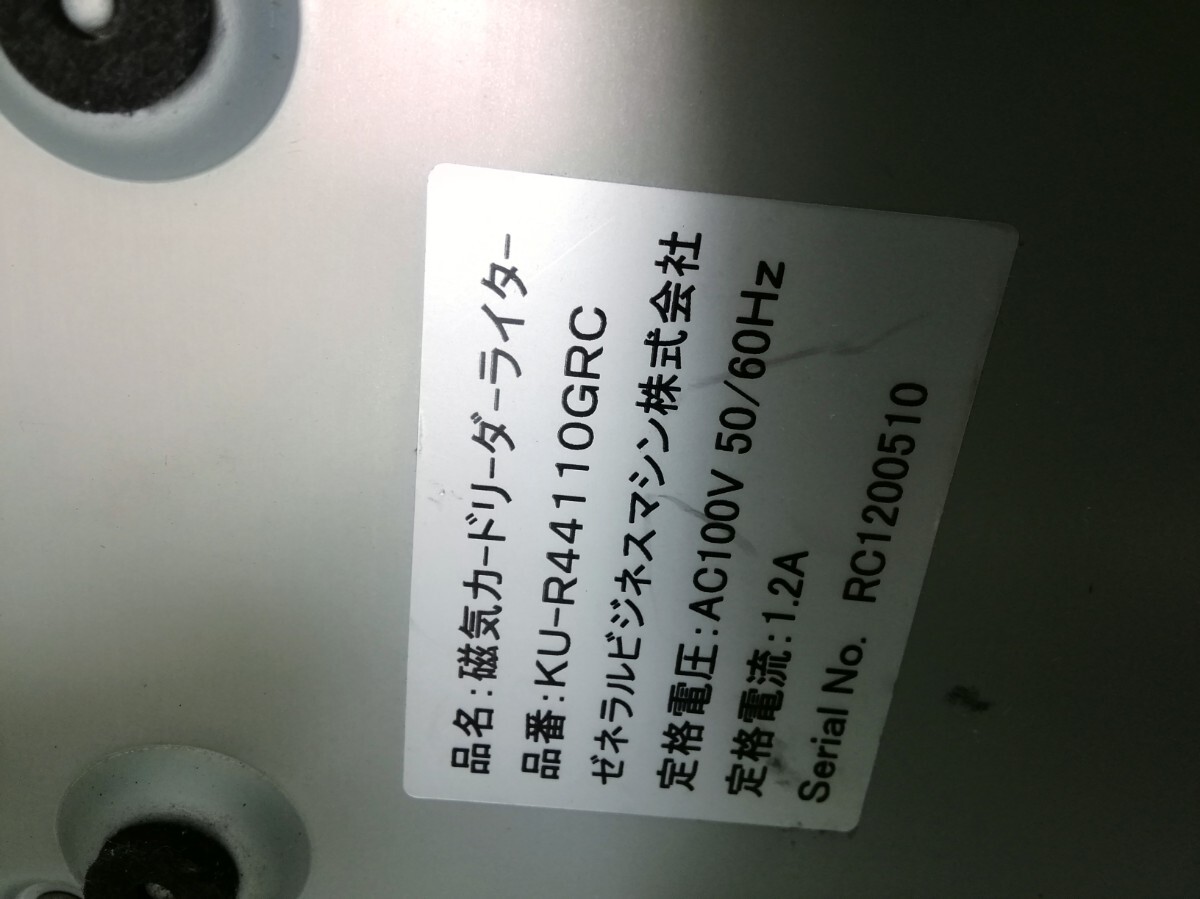 品名:磁気カードリーダーライター
品番:KU-R44110GRC
ゼネラルビジネスマシン株式会社
定格電圧:AC100V 50/60Hz
定格電流:1.2A
Serial No. RC1200510